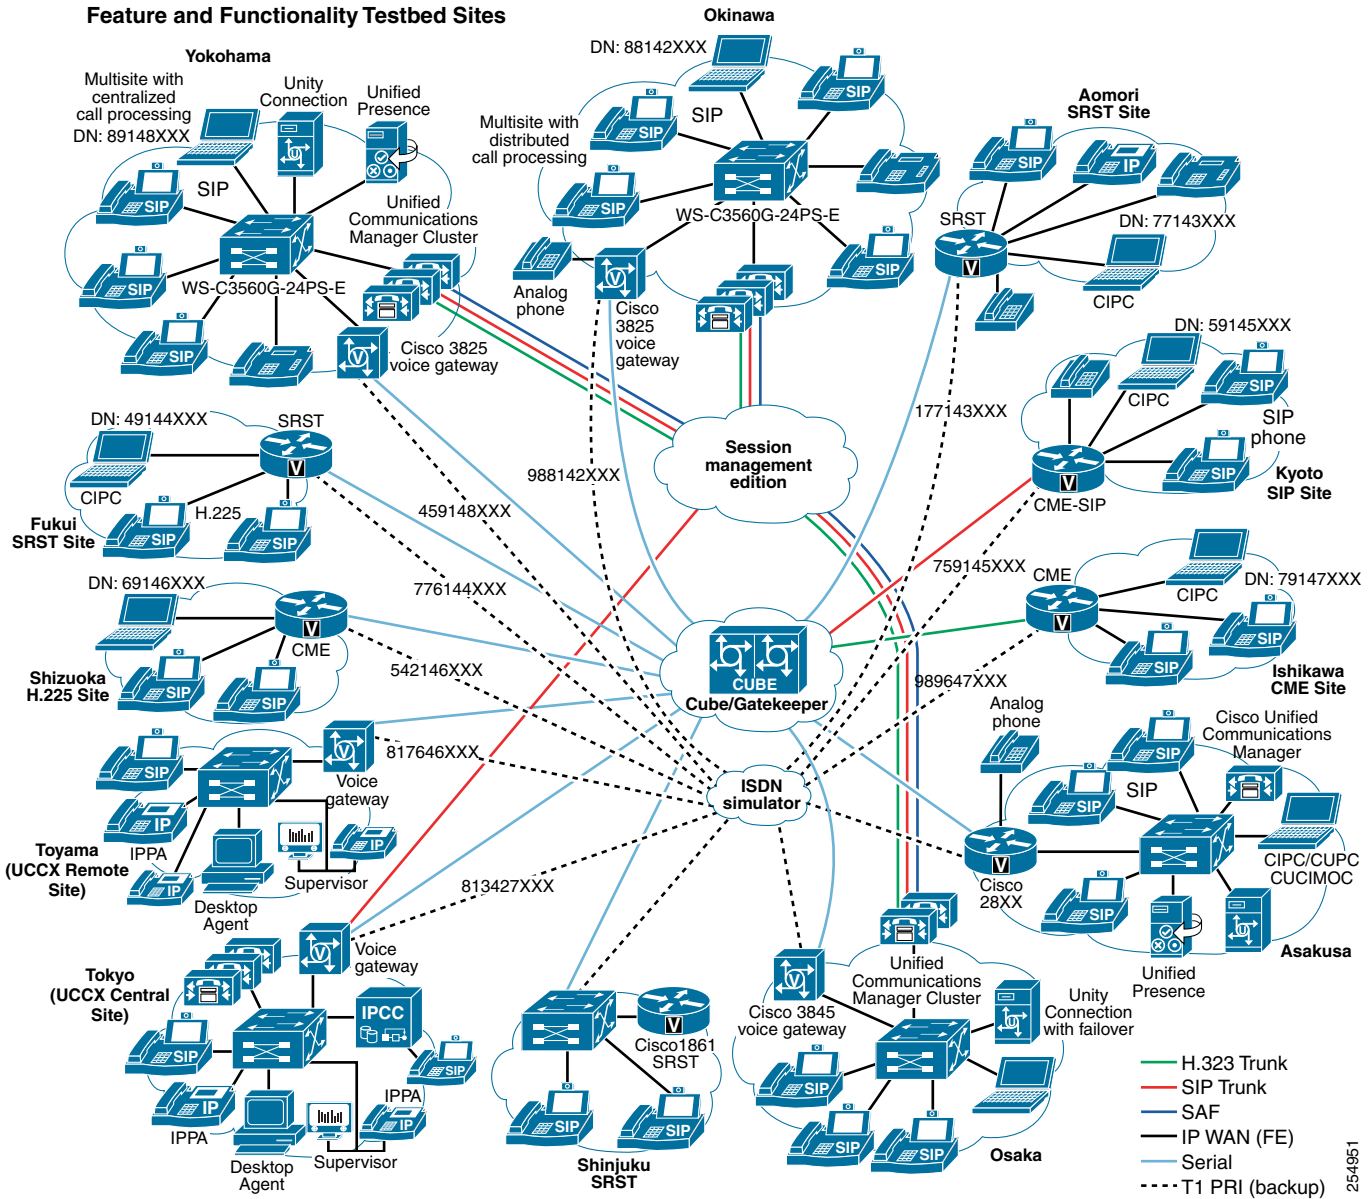 Feature and Functionality Testbed Sites
Yokohama
Multisite with
centralized
call processing
DN: 89148XXX
Unity
Connection
Unified
Presence
SIP
SIP
SIP
SIP
WS-C3560G-24PS-E
Unified
Communications
Manager Cluster
Cisco 3825
voice gateway
V
Okinawa
DN: 88142XXX
SIP
SIP
SIP
SIP
SIP
Multisite with
distributed
call processing
WS-C3560G-24PS-E
Analog
phone
V
Cisco
3825
voice
gateway
Aomori
SRST Site
SIP
IP
SRST
V
DN: 77143XXX
CIPC
DN: 59145XXX
CIPC
SIP
SIP
phone
SIP
V
CME-SIP
Kyoto
SIP Site
DN: 49144XXX
SRST
V
CIPC
H.225
SIP
SIP
Fukui
SRST Site
Session
management
edition
177143XXX
988142XXX
459148XXX
776144XXX
759145XXX
DN: 69146XXX
V
CME
SIP
SIP
Shizuoka
H.225 Site
542146XXX
CUBE
Cube/Gatekeeper
CME
V
CIPC
DN: 79147XXX
SIP
SIP
Ishikawa
CME Site
989647XXX
817646XXX
V
Voice
gateway
SIP
IP
IPPA
IP
IP
Supervisor
Desktop
Agent
Toyama
(UCCX Remote
Site)
ISDN
simulator
813427XXX
Analog
phone
SIP
Cisco Unified
Communications
Manager
SIP
SIP
V
Cisco
28XX
CIPC/CUPC
CUCIMOC
SIP
Unified
Presence
Asakusa
Tokyo
(UCCX Central
Site)
V
Voice
gateway
IPCC
SIP
SIP
IP
IPPA
IPPA
IP
Supervisor
Desktop
Agent
V
Cisco1861
SRST
SIP
SIP
Shinjuku
SRST
V
Cisco 3845
voice gateway
Unified
Communications
Manager Cluster
Unity
Connection
with failover
SIP
SIP
SIP
Osaka
H.323 Trunk
SIP Trunk
SAF
IP WAN (FE)
Serial
T1 PRI (backup)
254951